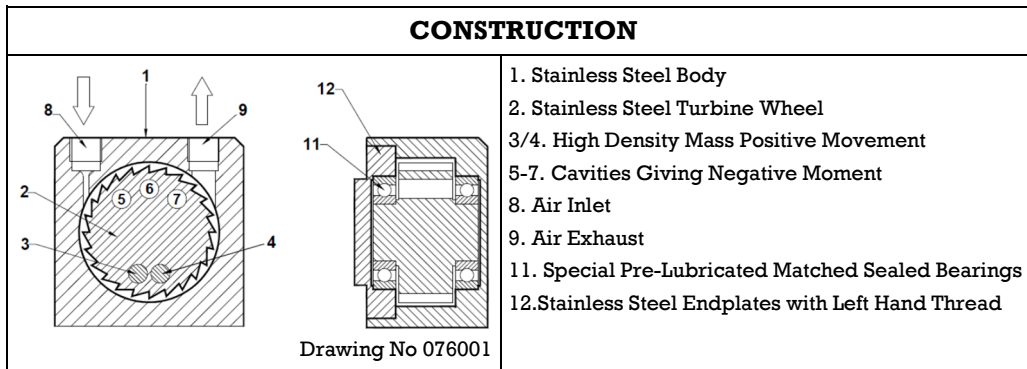 CONSTRUCTION
1
12
8
9
11
5
6
7
2
3
4
Drawing No 076001
1. Stainless Steel Body
2. Stainless Steel Turbine Wheel
3/4. High Density Mass Positive Movement
5-7. Cavities Giving Negative Moment
8. Air Inlet
9. Air Exhaust
11. Special Pre-Lubricated Matched Sealed Bearings
12.Stainless Steel Endplates with Left Hand Thread